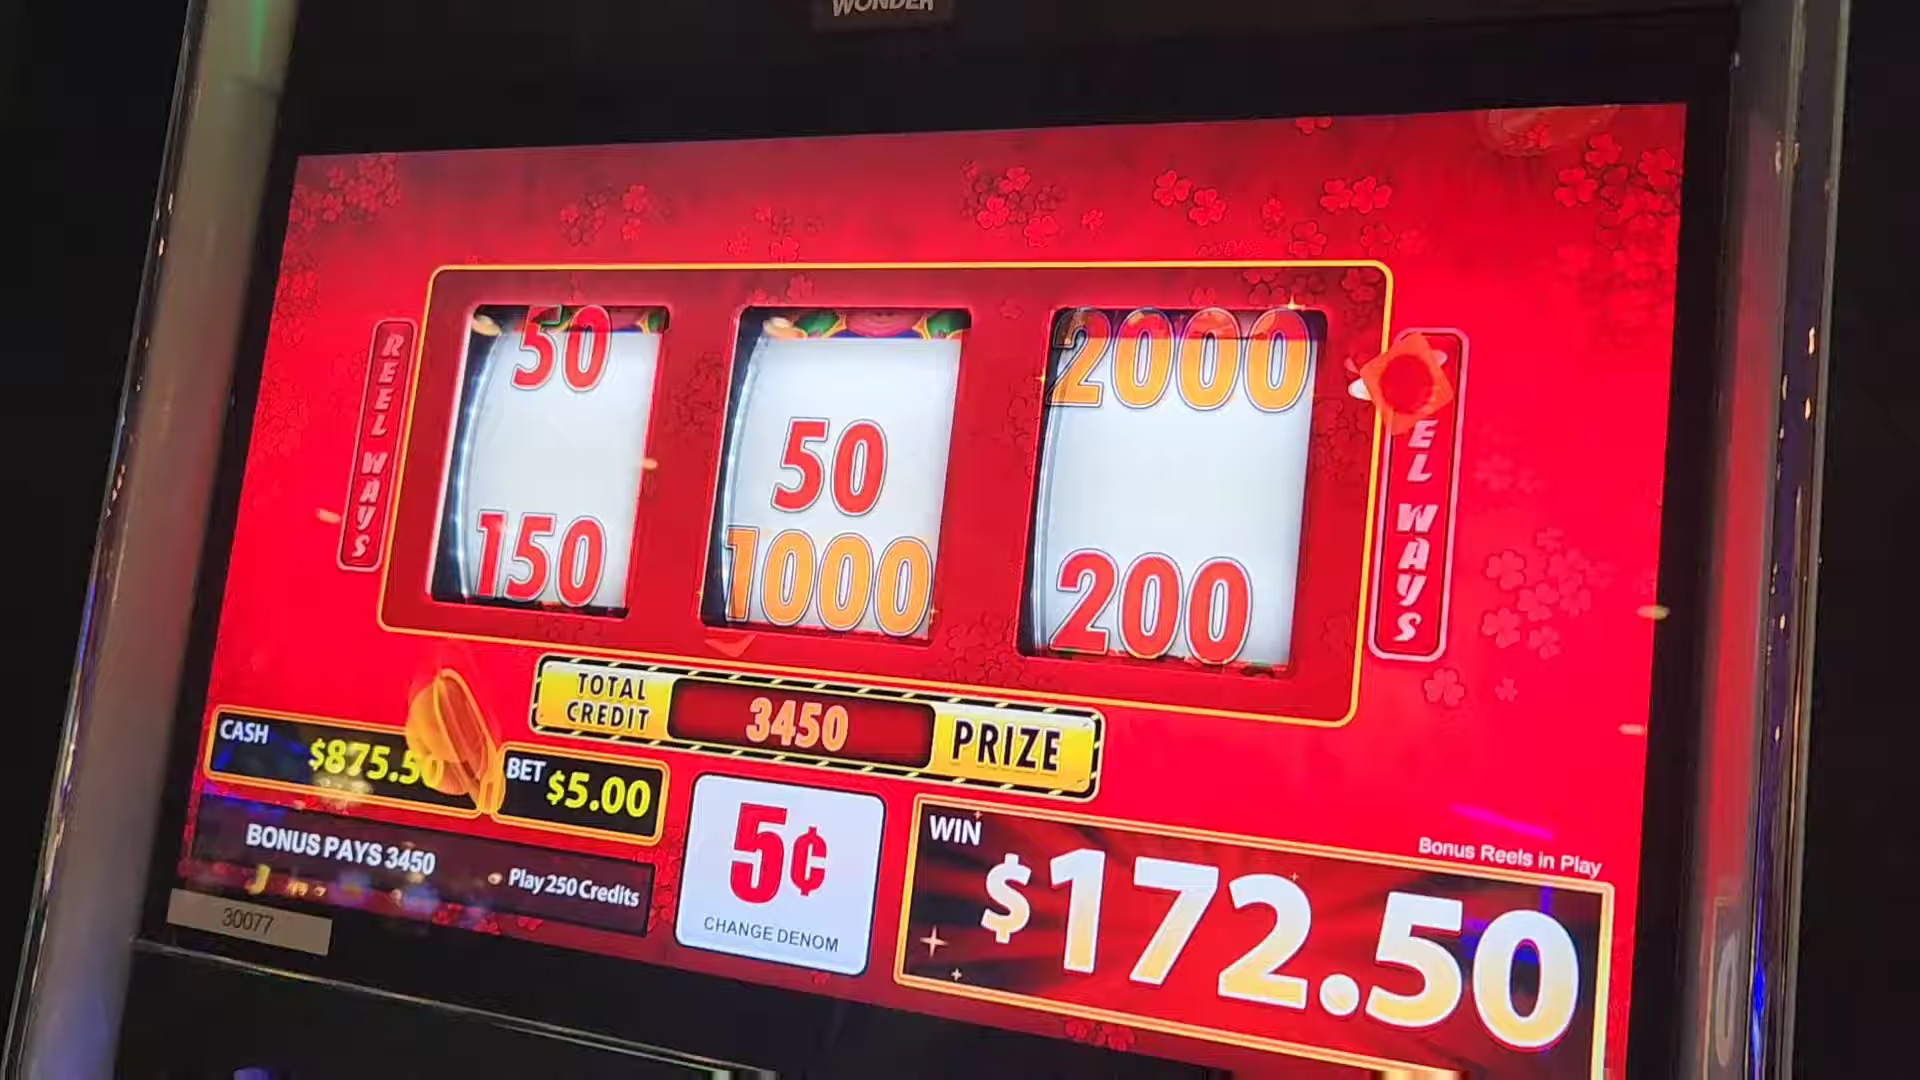 WONDER
REEL WAYS
50
150
50
1000
2000
200
EL WAYS
TOTAL
CREDIT
3450
PRIZE
CASH
$875.50
BET
$5.00
BONUS PAYS 3450
Play 250 Credits
5¢
CHANGE DENOM
WIN
$172.50
Bonus Reels in Play
30077